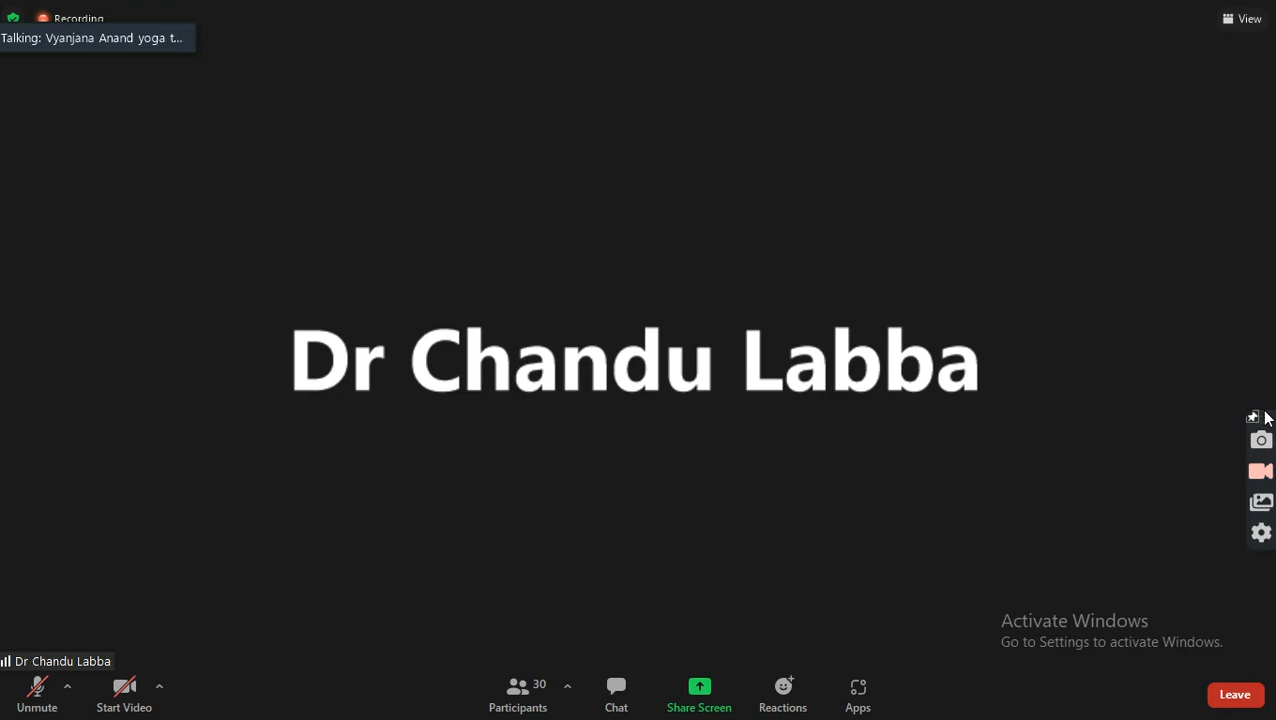 Recording
View
Talking: Vyanjana Anand yoga t...
Dr Chandu Labba
Activate Windows
Go to Settings to activate Windows.
Dr Chandu Labba
30
Unmute
Start Video
Participants
Chat
Share Screen
Reactions
Apps
Leave